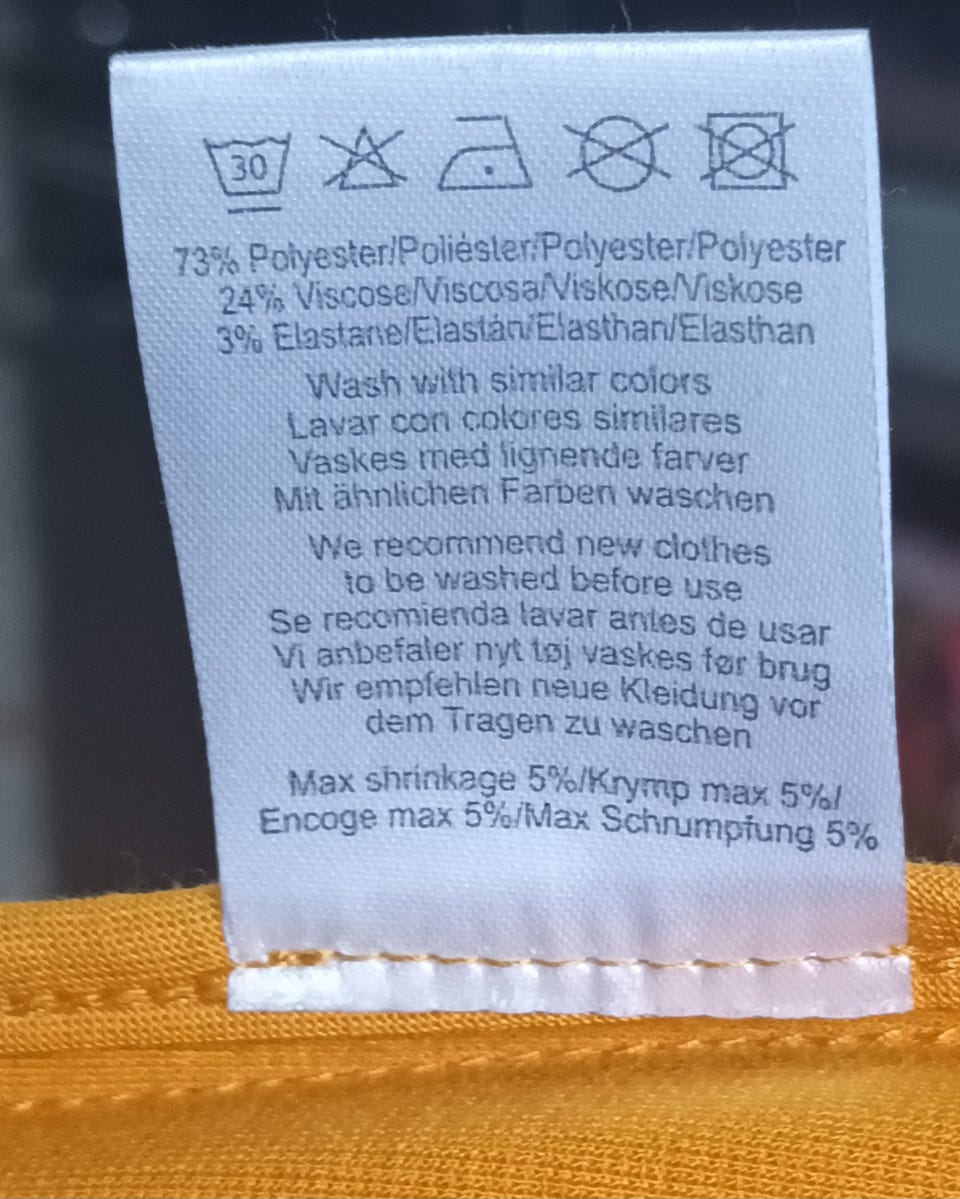 30
73% Polyester/Poliéster/Polyester/Polyester
24% Viscose/Viscosa/Viskose/Viskose
3% Elastane/Elastán/Elasthan/Elasthan
Wash with similar colors
Lavar con colores similares
Vaskes med lignende farver
Mit ähnlichen Farben waschen
We recommend new clothes
to be washed before use
Se recomienda lavar antes de usar
Vi anbefaler nyt tøj vaskes før brug
Wir empfehlen neue Kleidung vor
dem Tragen zu waschen
Max shrinkage 5%/Krymp max 5%/
Encoge max 5%/Max Schrumpfung 5%